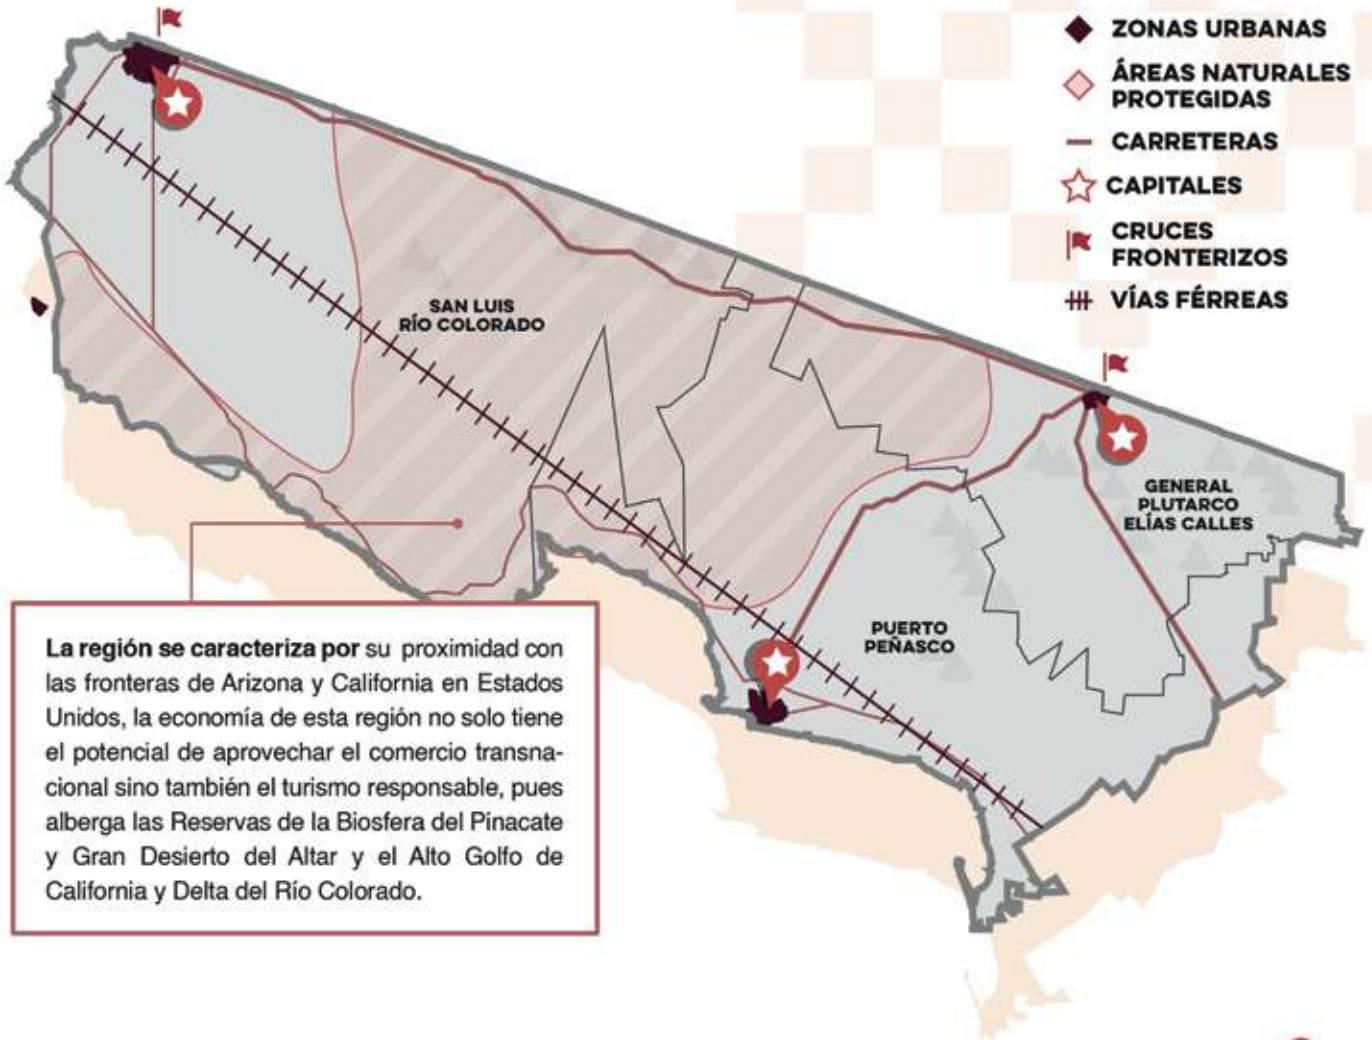 ZONAS URBANAS
ÁREAS NATURALES
PROTEGIDAS
CARRETERAS
CAPITALES
CRUCES
FRONTERIZOS
VÍAS FÉRREAS
SAN LUIS
RÍO COLORADO
GENERAL
PLUTARCO
ELÍAS CALLES
PUERTO
PEÑASCO
La región se caracteriza por su proximidad con
las fronteras de Arizona y California en Estados
Unidos, la economía de esta región no solo tiene
el potencial de aprovechar el comercio transna-
cional sino también el turismo responsable, pues
alberga las Reservas de la Biosfera del Pinacate
y Gran Desierto del Altar y el Alto Golfo de
California y Delta del Río Colorado.